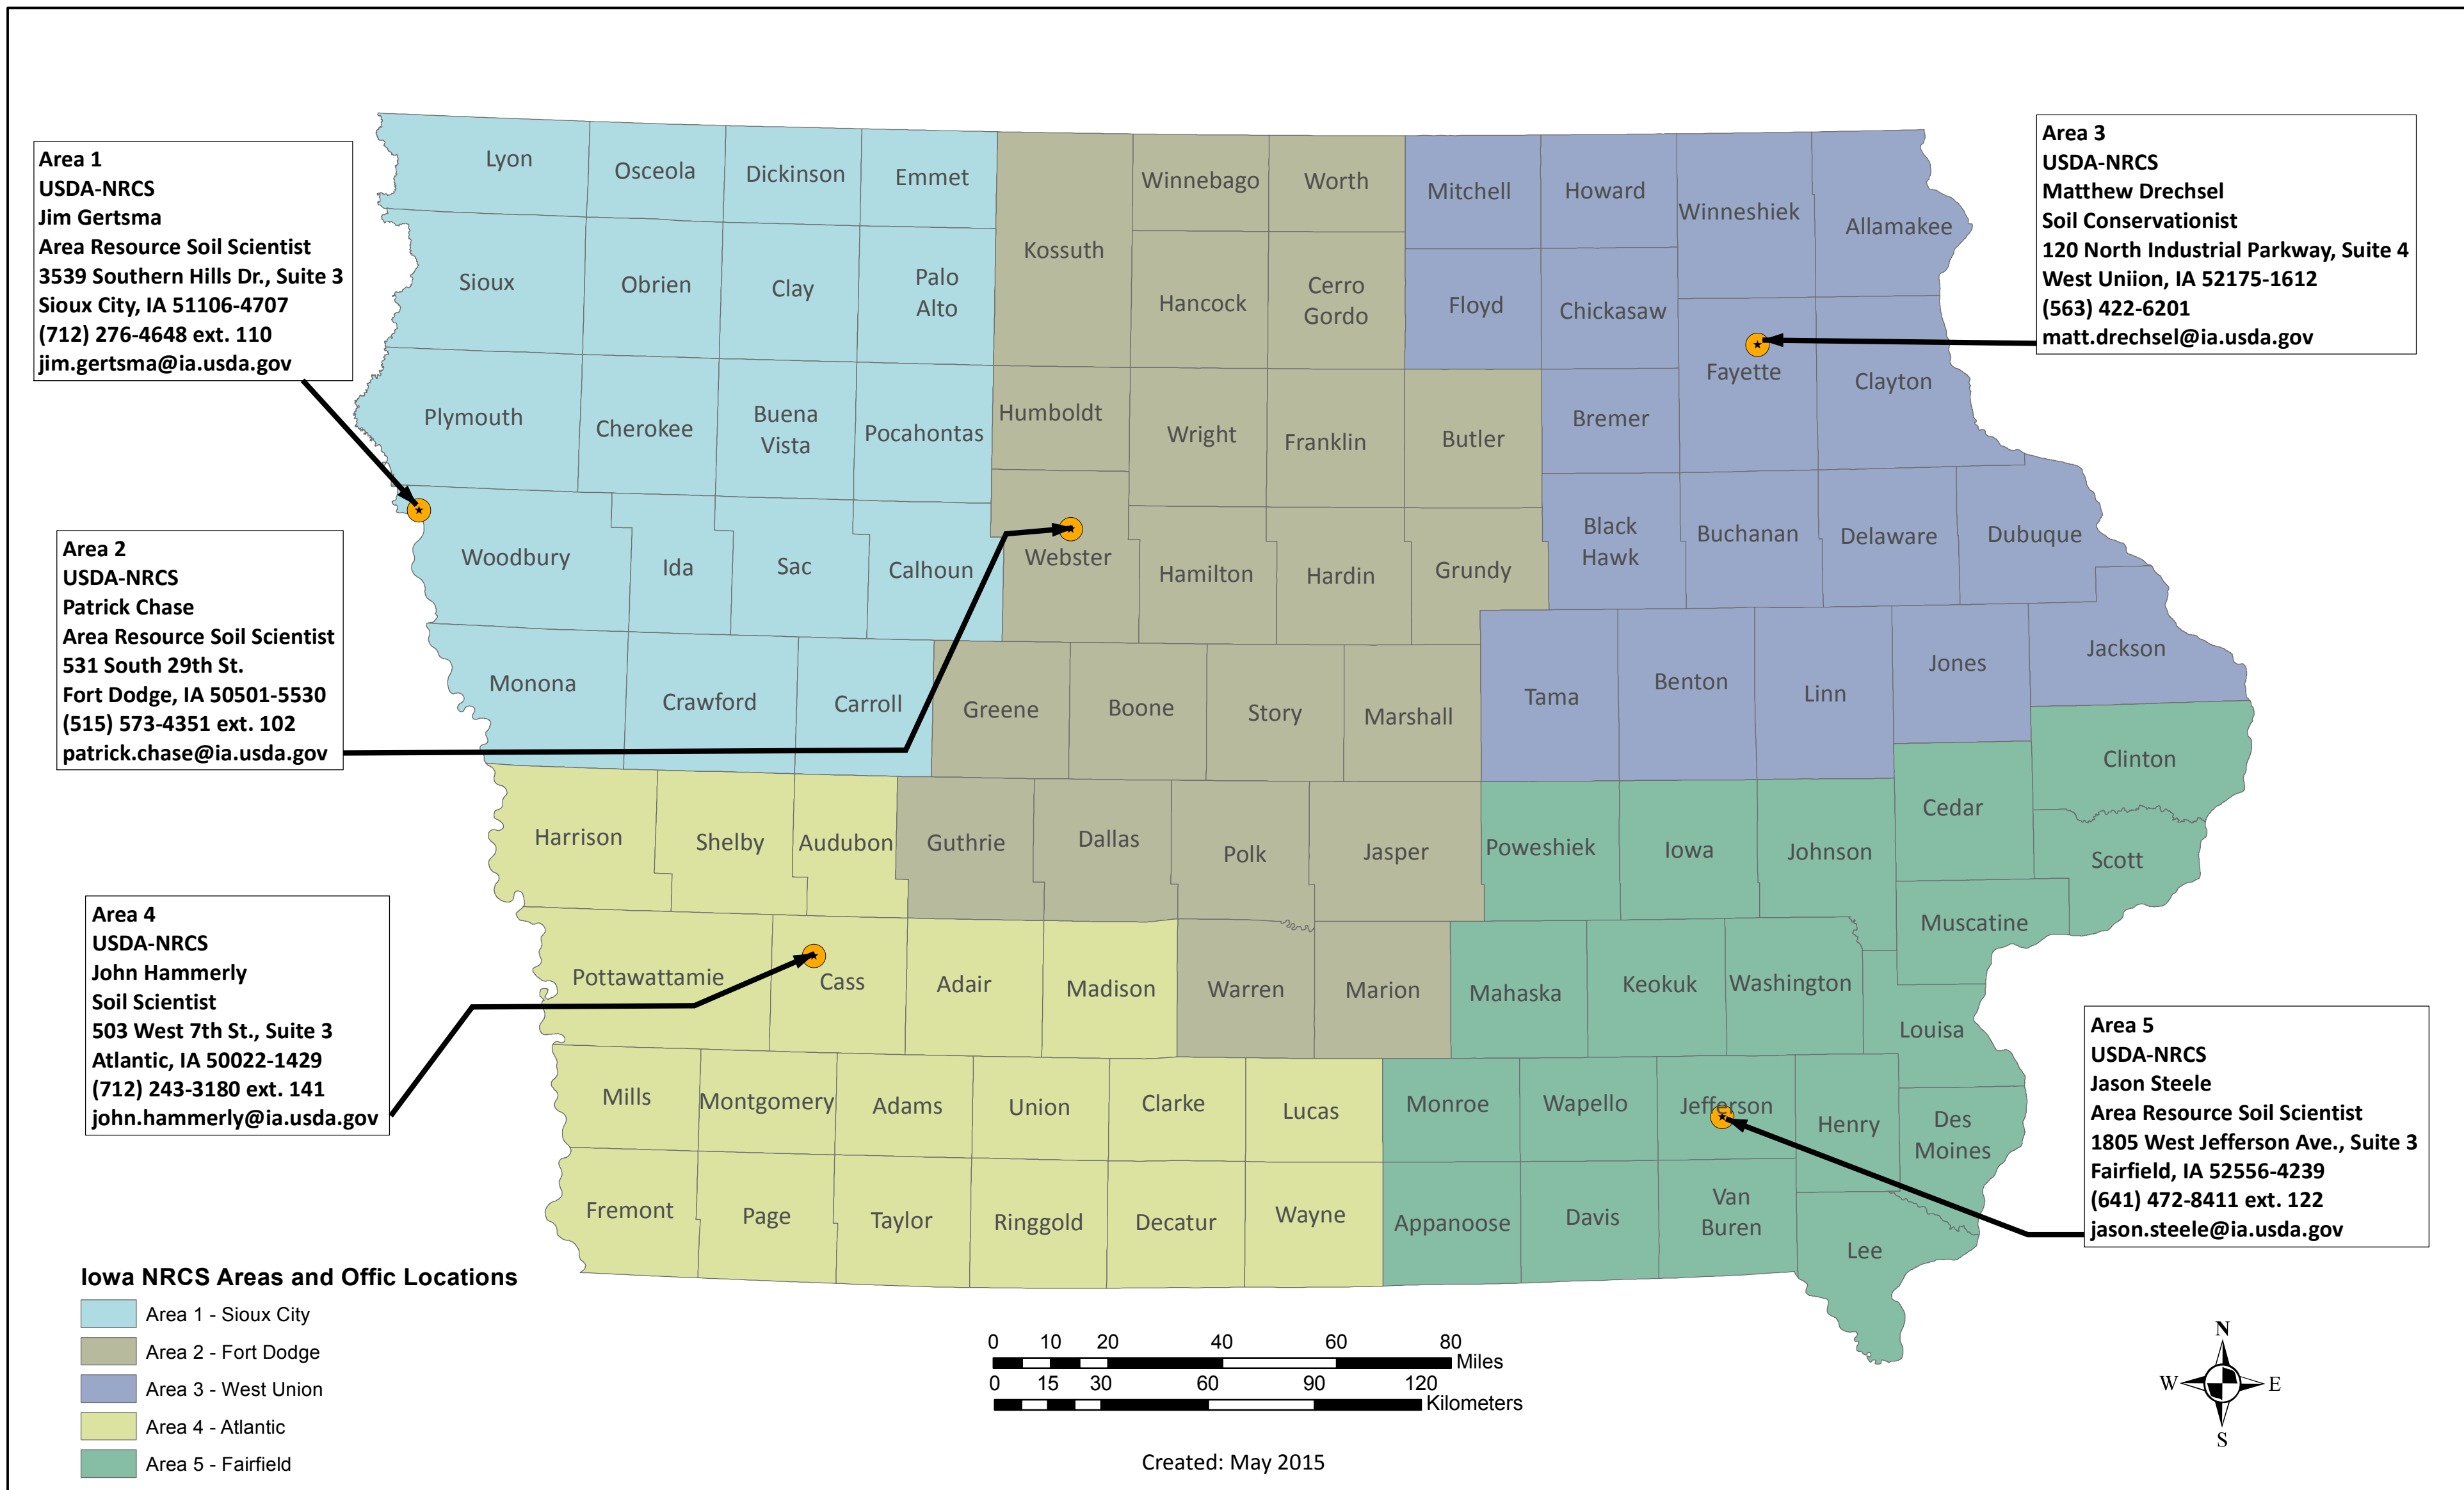 Area 1
USDA-NRCS
Jim Gertsma
Area Resource Soil Scientist
3539 Southern Hills Dr., Suite 3
Sioux City, IA 51106-4707
(712) 276-4648 ext. 110
jim.gertsma@ia.usda.gov
Area 2
USDA-NRCS
Patrick Chase
Area Resource Soil Scientist
531 South 29th St.
Fort Dodge, IA 50501-5530
(515) 573-4351 ext. 102
patrick.chase@ia.usda.gov
Area 4
USDA-NRCS
John Hammerly
Soil Scientist
503 West 7th St., Suite 3
Atlantic, IA 50022-1429
(712) 243-3180 ext. 141
john.hammerly@ia.usda.gov
Area 3
USDA-NRCS
Matthew Drechsel
Soil Conservationist
120 North Industrial Parkway, Suite 4
West Uniion, IA 52175-1612
(563) 422-6201
matt.drechsel@ia.usda.gov
Area 5
USDA-NRCS
Jason Steele
Area Resource Soil Scientist
1805 West Jefferson Ave., Suite 3
Fairfield, IA 52556-4239
(641) 472-8411 ext. 122
jason.steele@ia.usda.gov
Lyon
Osceola
Dickinson
Emmet
Kossuth
Winnebago
Worth
Mitchell
Howard
Winneshiek
Allamakee
Sioux
Obrien
Clay
Palo
Alto
Hancock
Cerro
Gordo
Floyd
Chickasaw
Fayette
Clayton
Plymouth
Cherokee
Buena
Vista
Pocahontas
Humboldt
Wright
Franklin
Butler
Bremer
Woodbury
Ida
Sac
Calhoun
Webster
Hamilton
Hardin
Grundy
Black
Hawk
Buchanan
Delaware
Dubuque
Monona
Crawford
Carroll
Greene
Boone
Story
Marshall
Tama
Benton
Linn
Jones
Jackson
Harrison
Shelby
Audubon
Guthrie
Dallas
Polk
Jasper
Poweshiek
Iowa
Johnson
Cedar
Clinton
Scott
Muscatine
Pottawattamie
Cass
Adair
Madison
Warren
Marion
Mahaska
Keokuk
Washington
Louisa
Mills
Montgomery
Adams
Union
Clarke
Lucas
Monroe
Wapello
Jefferson
Henry
Des
Moines
Fremont
Page
Taylor
Ringgold
Decatur
Wayne
Appanoose
Davis
Van
Buren
Lee
Iowa NRCS Areas and Offic Locations
Area 1 - Sioux City
Area 2 - Fort Dodge
Area 3 - West Union
Area 4 - Atlantic
Area 5 - Fairfield
0 10 20 40 60 80
Miles
0 15 30 60 90 120
Kilometers
Created: May 2015
N
W E
S